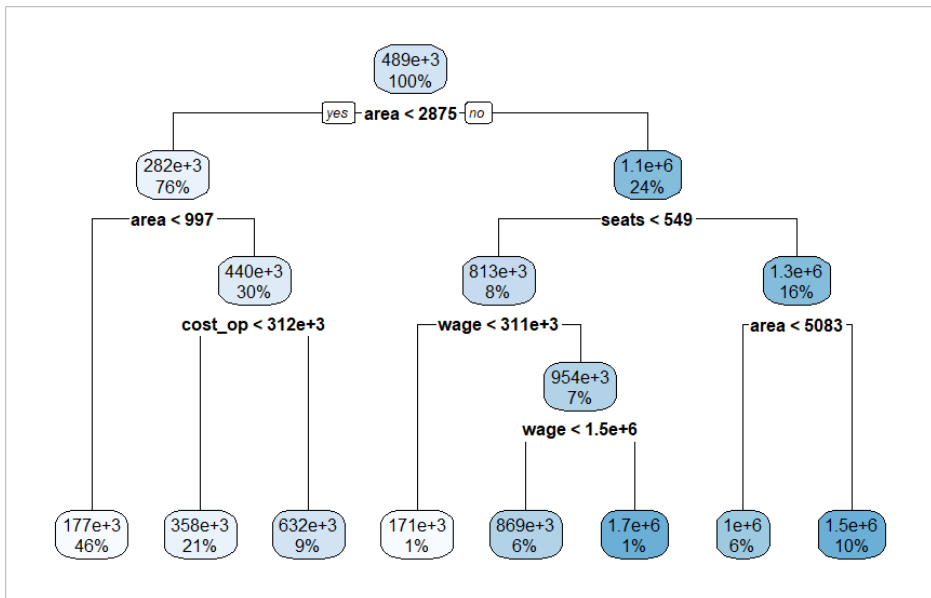 489e+3
100%
yes area < 2875 no
282e+3
76%
1.1e+6
24%
area < 997
seats < 549
440e+3
30%
813e+3
8%
1.3e+6
16%
cost_op < 312e+3
wage < 311e+3
area < 5083
954e+3
7%
wage < 1.5e+6
177e+3
46%
358e+3
21%
632e+3
9%
171e+3
1%
869e+3
6%
1.7e+6
1%
1e+6
6%
1.5e+6
10%